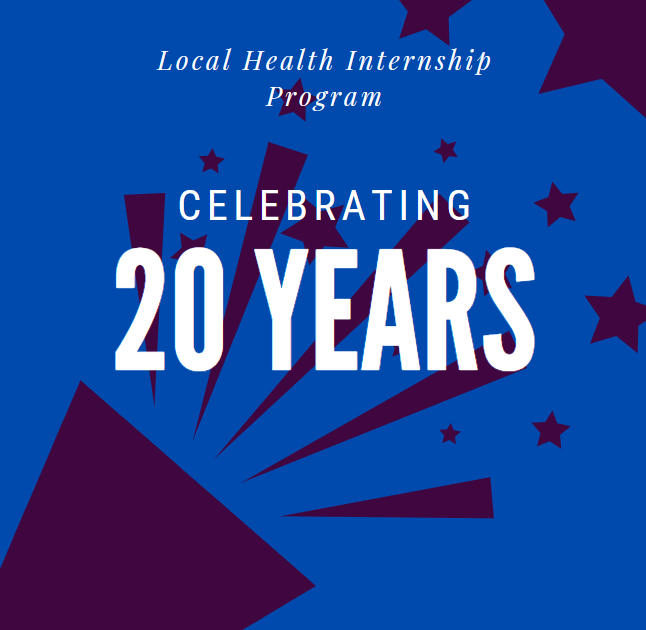 Local Health Internship
Program
CELEBRATING
20 YEARS